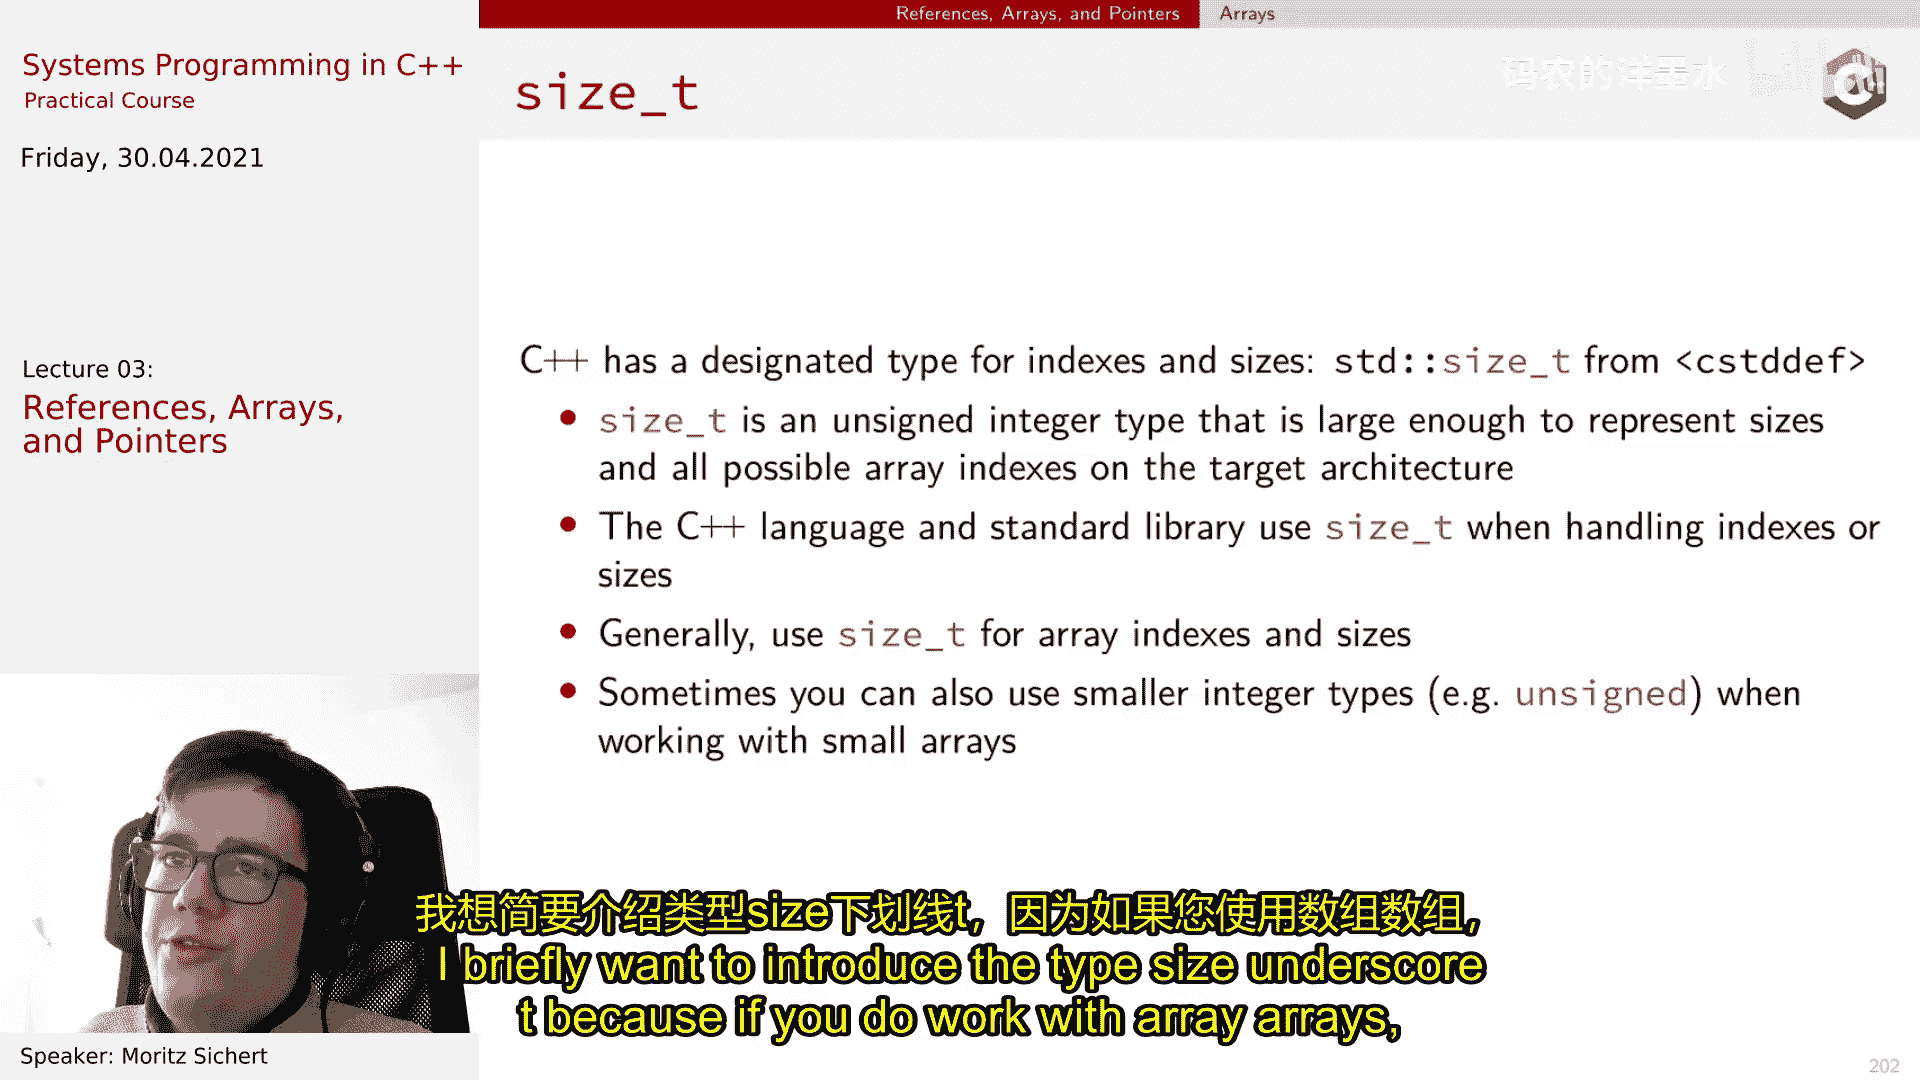 References, Arrays, and Pointers
Arrays
Systems Programming in C++
Practical Course
Friday, 30.04.2021
size_t
码农的洋墨水
C++ has a designated type for indexes and sizes: std::size_t from <cstddef>
size_t is an unsigned integer type that is large enough to represent sizes
and all possible array indexes on the target architecture
The C++ language and standard library use size_t when handling indexes or
sizes
Generally, use size_t for array indexes and sizes
Sometimes you can also use smaller integer types (e.g. unsigned) when
working with small arrays
Lecture 03:
References, Arrays,
and Pointers
我想简要介绍类型size下划线t，因为如果您使用数组数组，
I briefly want to introduce the type size underscore
t because if you do work with array arrays,
Speaker: Moritz Sichert
202